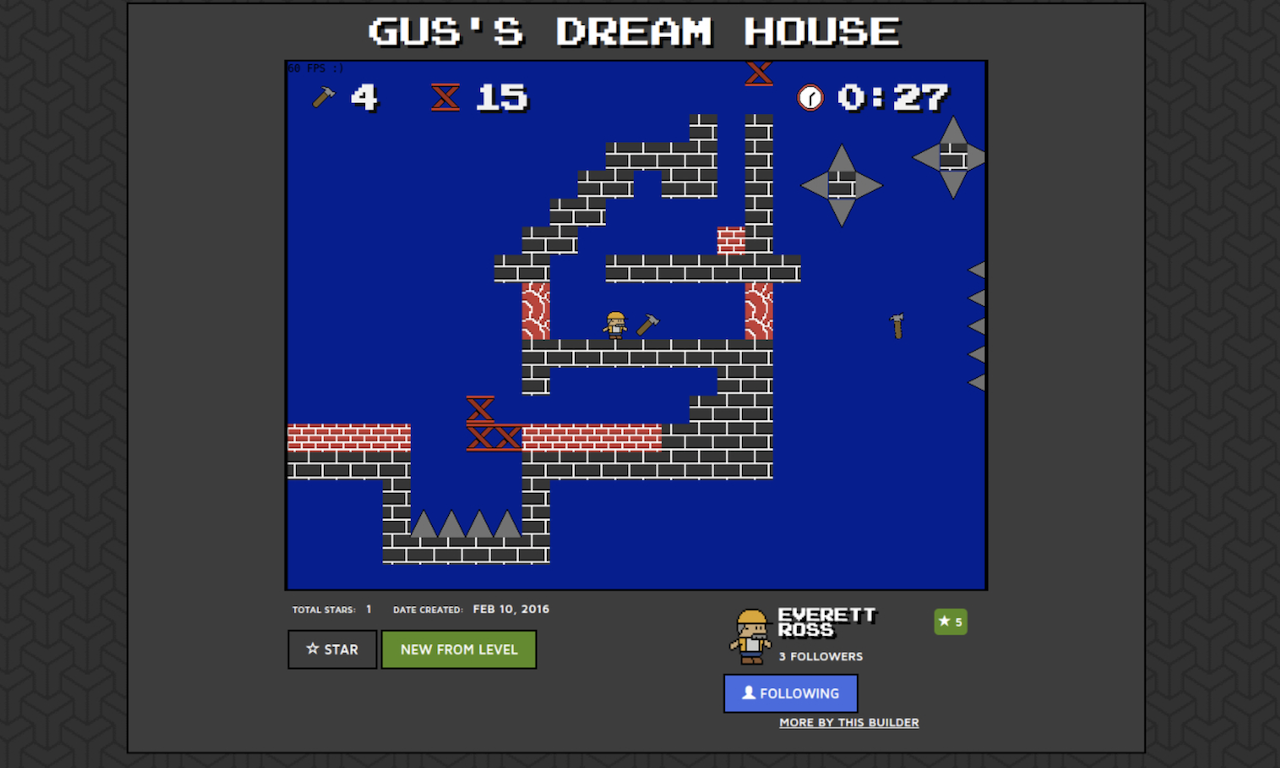 GUS'S DREAM HOUSE
60 FPS :)
4 15 0:27
TOTAL STARS: 1 DATE CREATED: FEB 10, 2016
☆ STAR NEW FROM LEVEL
EVERETT
ROSS
★ 5
3 FOLLOWERS
FOLLOWING
MORE BY THIS BUILDER